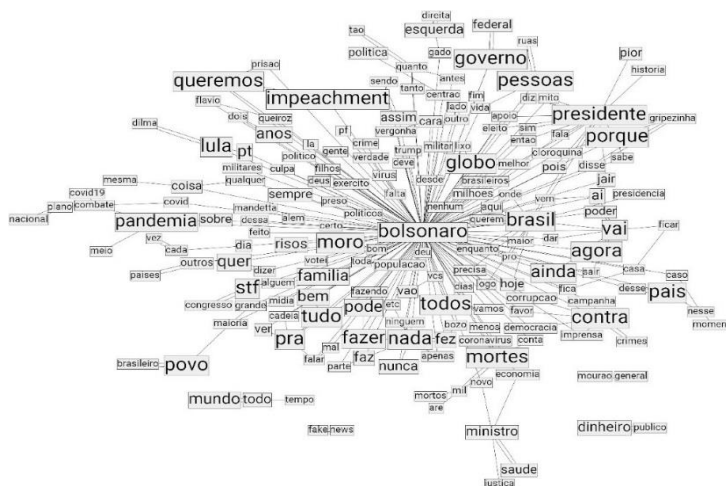 tao direita
politica esquerda federal
quanto gado ruas
queremos prisao sendo antes governo pior
tanto centrao fim pessoas historia
flavio impeachment lado vida diz mito
dois queiroz assim cara outro apoio presidente
dilma anos la pf crime vergonha eleito sim fala porque gripezinha
lula pt politico gente verdade trump militar lixo entao
culpa filhos virus deve globo melhor cloroquina disse sabe
militares deus exercito desde brasileiros pois
mesma coisa qualquer sempre preso falta milhoes onde vem jair
covid19 covid mandetta politicos nenhum aqui ai presidencia
nacional plano combate pandemia sobre dessa alem certo querem brasil poder
vez feito bolsonaro maior dar vai ficar
meio cada dia risos moro bom deu enquanto agora
outros quer votei toda populacao pro
paises dizer familia vcs precisa ainda sair casa caso
stf alguem fazendo vao dias logo hoje fica desse pais
congresso grande midia bem etc todos corrupcao campanha nesse
maioria cadeia tudo pode vamos favor contra momen
ver pra ninguem bozo menos democracia imprensa
mal fazer nada fez coronavirus conta crimes
brasileiro povo falar parte faz nunca apenas mortes
economia
mundo todo tempo mortos mil novo mourao general
are
fake news ministro dinheiro publico
saude
justica